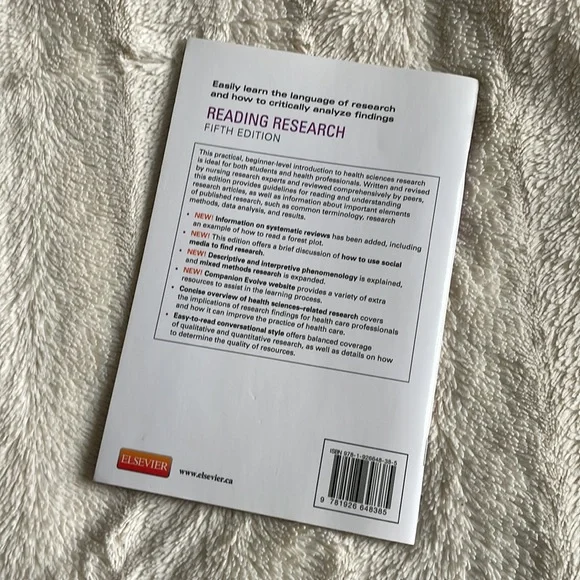 Easily learn the language of research
and how to critically analyze findings
READING RESEARCH
FIFTH EDITION
This practical, beginner-level introduction to health sciences research
is ideal for both students and health professionals. Written and revised
by nursing research experts and reviewed comprehensively by peers,
this edition provides guidelines for reading and understanding
research articles, as well as information about important elements
of published research, such as common terminology, research
methods, data analysis, and results.
• NEW! Information on systematic reviews has been added, including
an example of how to read a forest plot.
• NEW! This edition offers a brief discussion of how to use social
media to find research.
• NEW! Descriptive and interpretive phenomenology is explained,
and mixed methods research is expanded.
• NEW! Companion Evolve website provides a variety of extra
resources to assist in the learning process.
• Concise overview of health sciences–related research covers
the implications of research findings for health care professionals
and how it can improve the practice of health care.
• Easy-to-read conversational style offers balanced coverage
of qualitative and quantitative research, as well as details on how
to determine the quality of resources.
ELSEVIER
www.elsevier.ca
ISBN 978-1-926648-38-5
9 781926 648385